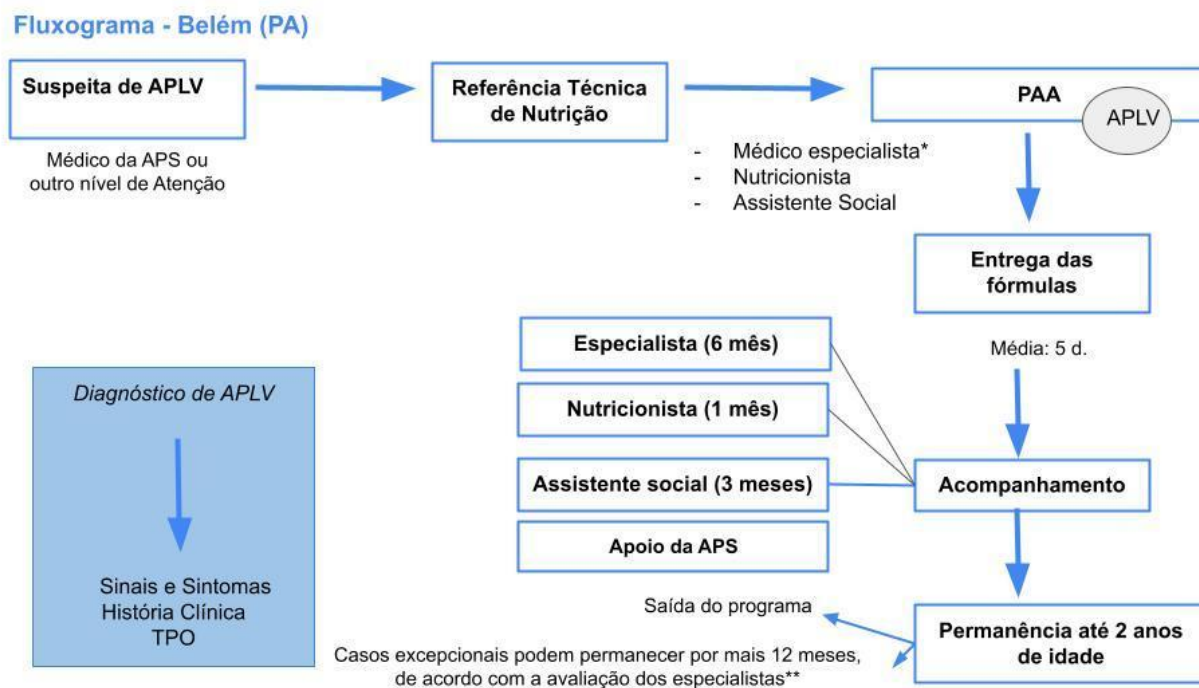 Fluxograma - Belém (PA)
Suspeita de APLV
Médico da APS ou
outro nível de Atenção
Referência Técnica
de Nutrição
PAA
APLV
- Médico especialista*
- Nutricionista
- Assistente Social
Entrega das
fórmulas
Média: 5 d.
Especialista (6 mês)
Nutricionista (1 mês)
Assistente social (3 meses)
Apoio da APS
Acompanhamento
Diagnóstico de APLV
Sinais e Sintomas
História Clínica
TPO
Saída do programa
Permanência até 2 anos
de idade
Casos excepcionais podem permanecer por mais 12 meses,
de acordo com a avaliação dos especialistas**